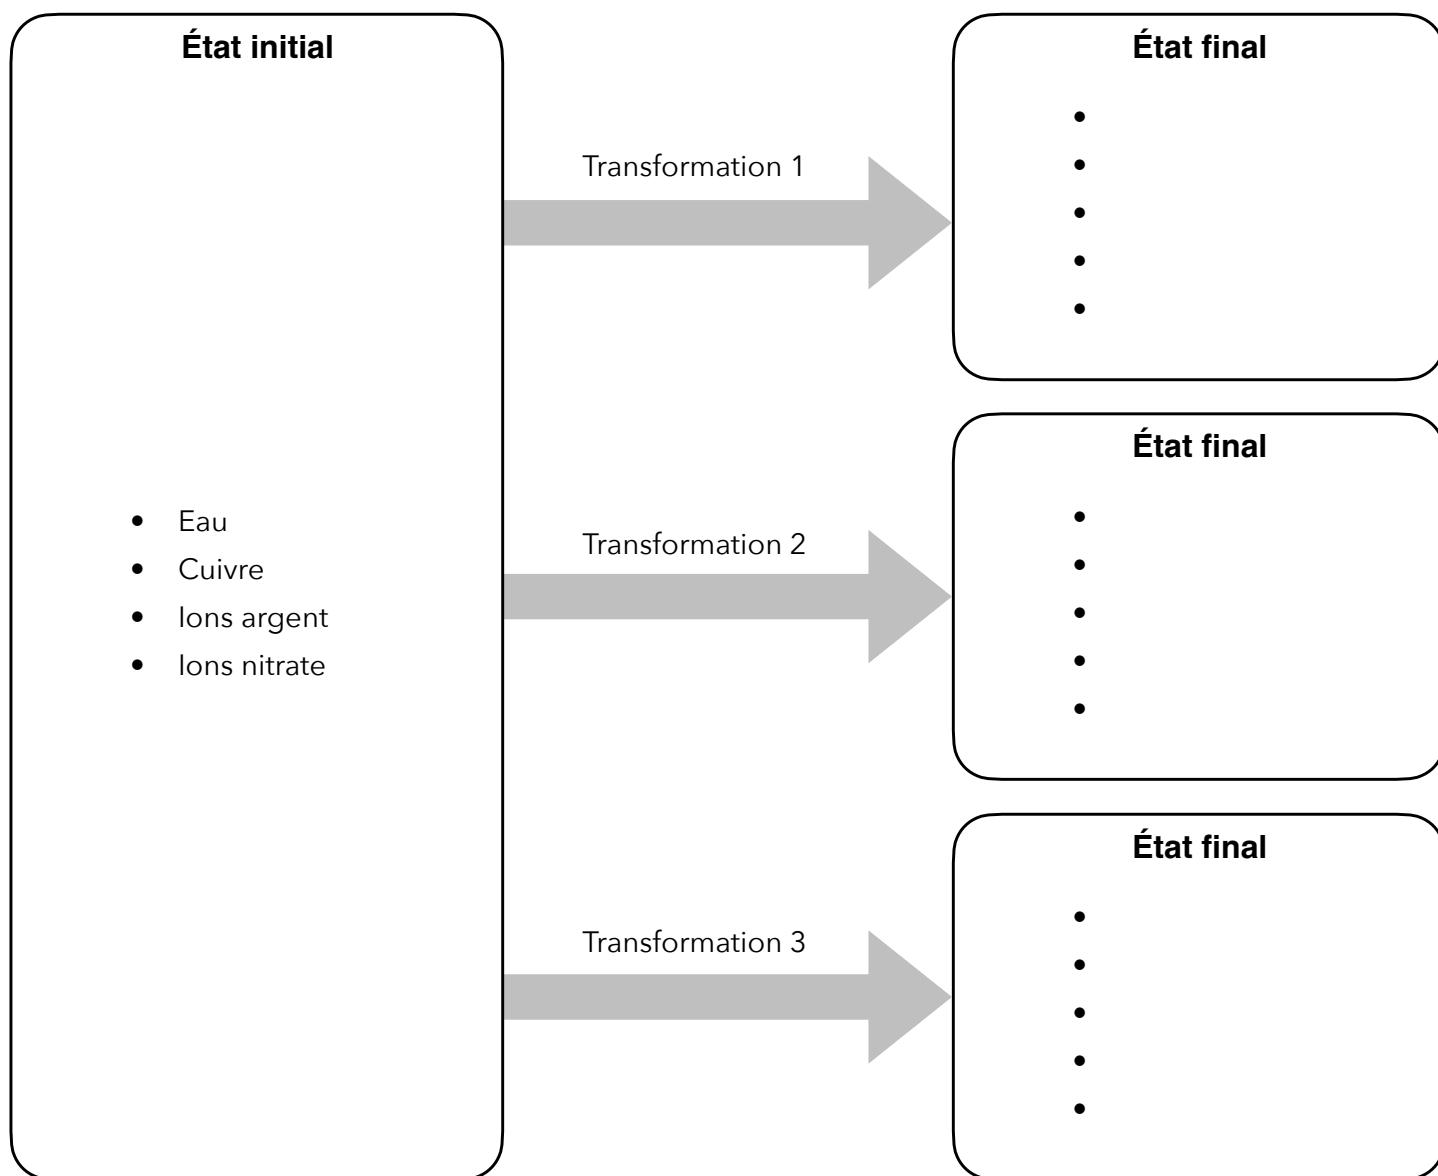 État initial
• Eau
• Cuivre
• Ions argent
• Ions nitrate
Transformation 1
État final
•
•
•
•
•
Transformation 2
État final
•
•
•
•
•
Transformation 3
État final
•
•
•
•
•